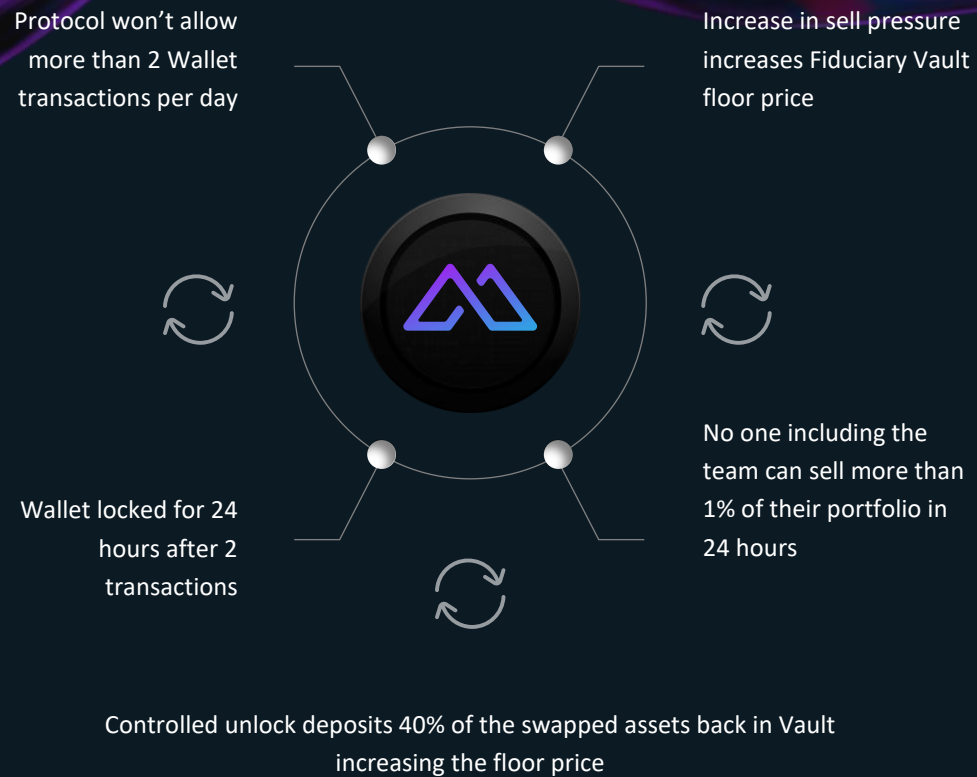 Protocol won’t allow
more than 2 Wallet
transactions per day
Increase in sell pressure
increases Fiduciary Vault
floor price
Wallet locked for 24
hours after 2
transactions
No one including the
team can sell more than
1% of their portfolio in
24 hours
Controlled unlock deposits 40% of the swapped assets back in Vault
increasing the floor price